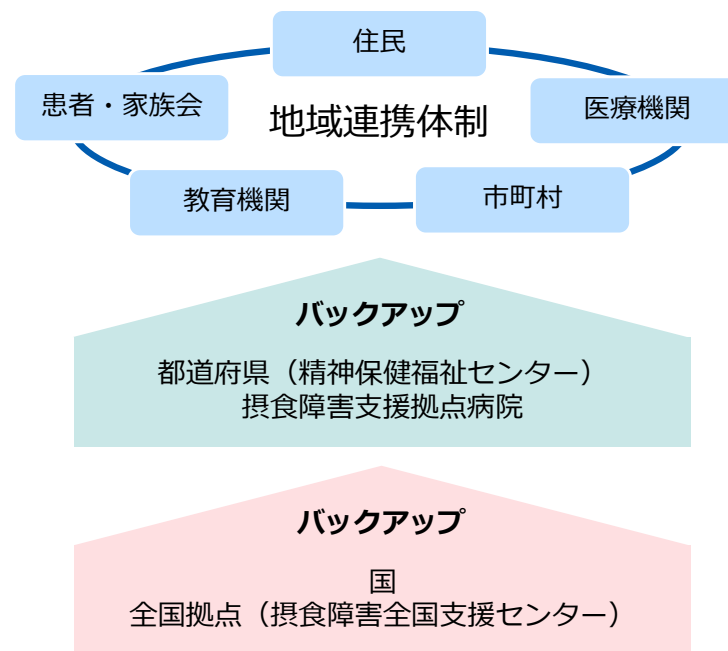 住民
患者・家族会
医療機関
地域連携体制
教育機関
市町村
バックアップ
都道府県（精神保健福祉センター）
摂食障害支援拠点病院
バックアップ
国
全国拠点（摂食障害全国支援センター）